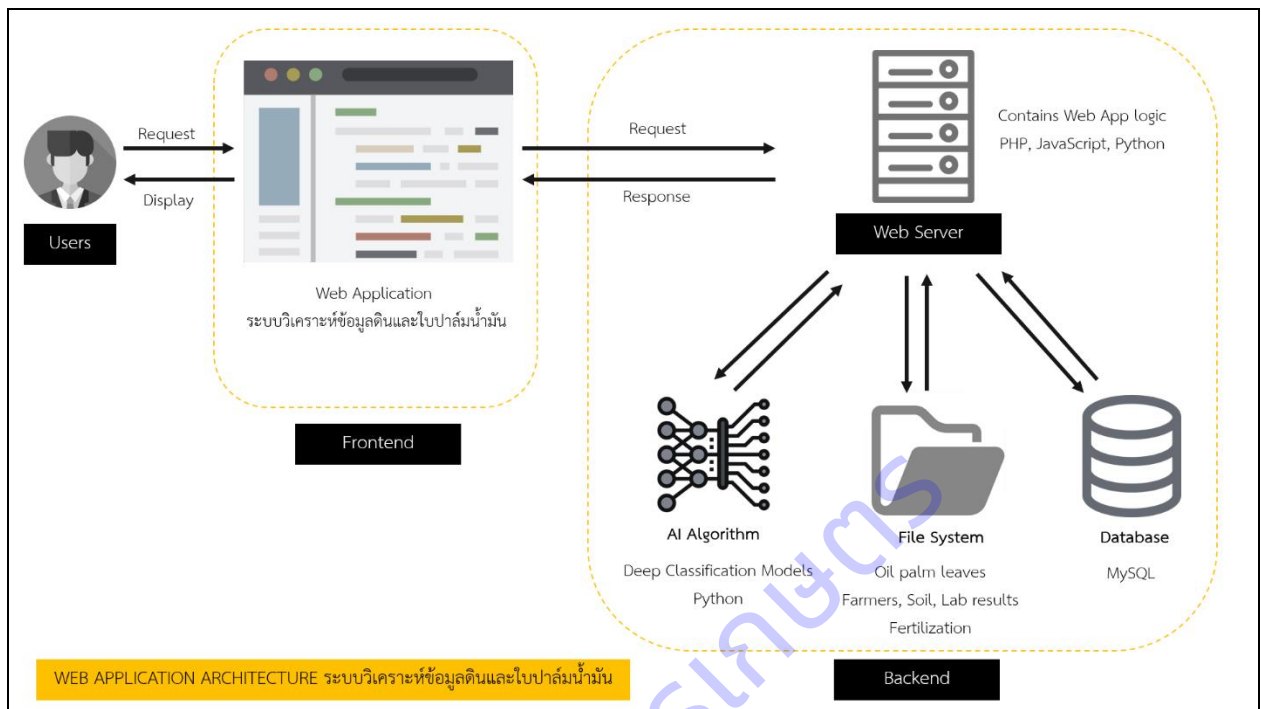 Request
Display
Users
Web Application
ระบบวิเคราะห์ข้อมูลดินและใบปาล์มน้ำมัน
Frontend
Request
Response
Contains Web App logic
PHP, JavaScript, Python
Web Server
AI Algorithm
Deep Classification Models
Python
File System
Oil palm leaves
Farmers, Soil, Lab results
Fertilization
Database
MySQL
WEB APPLICATION ARCHITECTURE ระบบวิเคราะห์ข้อมูลดินและใบปาล์มน้ำมัน
Backend